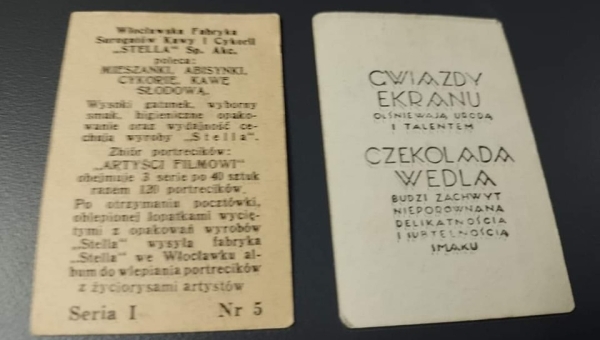 Włocławska Fabryka
Surogatów Kawy i Cykorii
„STELLA" Sp. Akc.
poleca:
MIESZANKI, ABISYNKI,
CYKORIĘ, KAWĘ
SŁODOWĄ.
Wysoki gatunek, wyborny
smak, higieniczne opako-
wanie oraz wydajność ce-
chują wyroby „Stella".
Zbiór portrecików:
„ARTYŚCI FILMOWI"
obejmuje 3 serie po 40 sztuk
razem 120 portrecików.
Po otrzymaniu pocztówki,
oblepionej łopatkami wycię-
tymi z opakowań wyrobów
"Stella" wysyła fabryka
„Stella" we Włocławku al-
bum do wlepiania portrecików
z życiorysami artystów
Seria I Nr 5
GWIAZDY
EKRANU
OLŚNIEWAJĄ URODĄ
I TALENTEM
CZEKOLADA
WEDLA
BUDZI ZACHWYT
NIEPORÓWNANĄ
DELIKATNOŚCIĄ
I SUBTELNOŚCIĄ
SMAKU